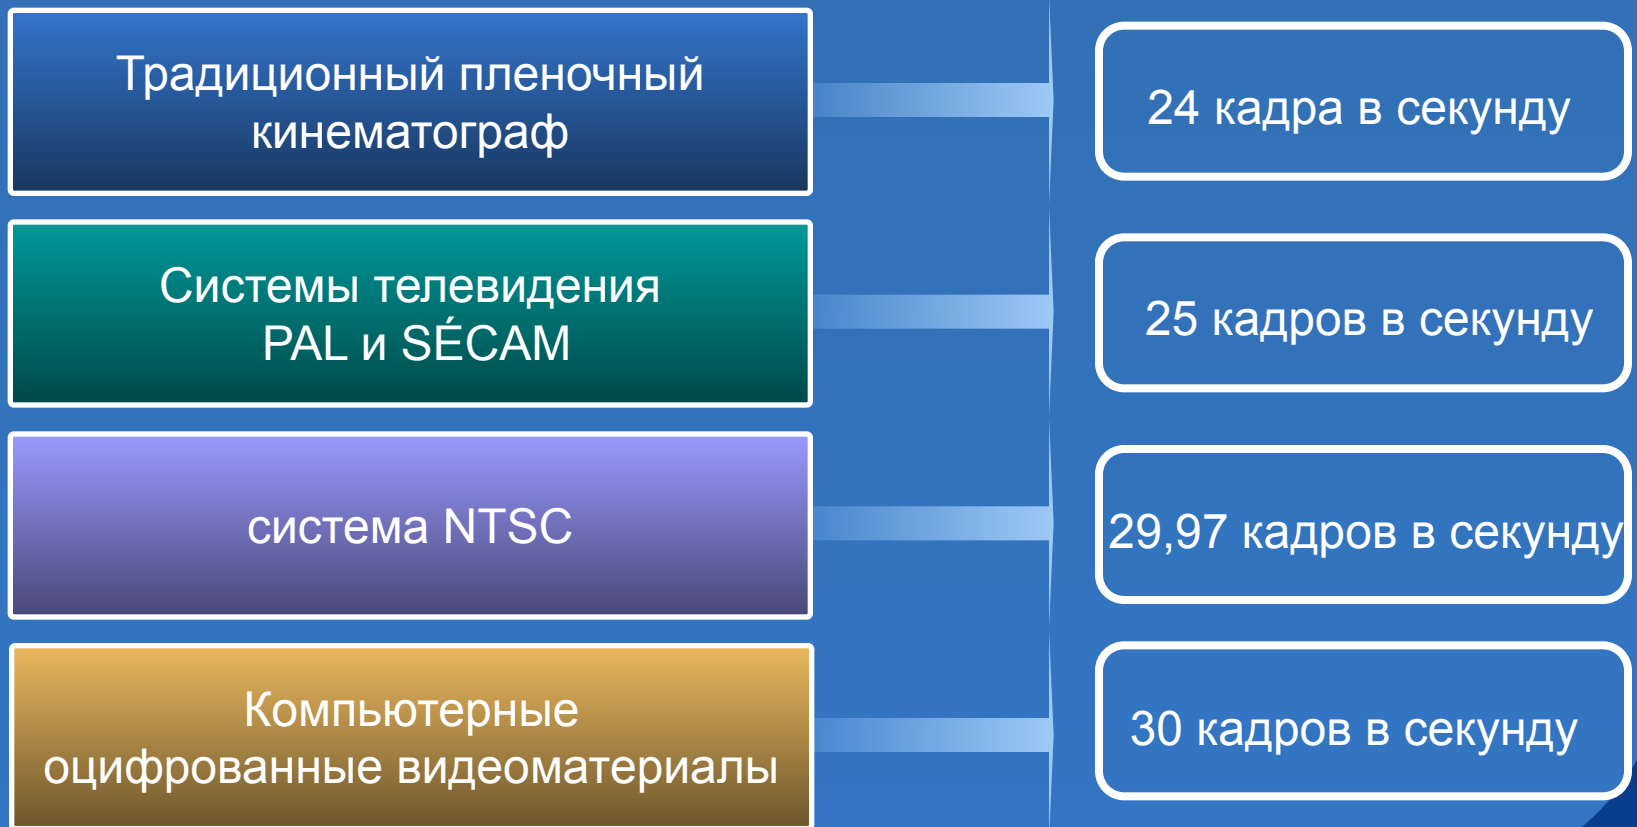 Традиционный пленочный
кинематограф
24 кадра в секунду
Системы телевидения
PAL и SÉCAM
25 кадров в секунду
система NTSC
29,97 кадров в секунду
Компьютерные
оцифрованные видеоматериалы
30 кадров в секунду